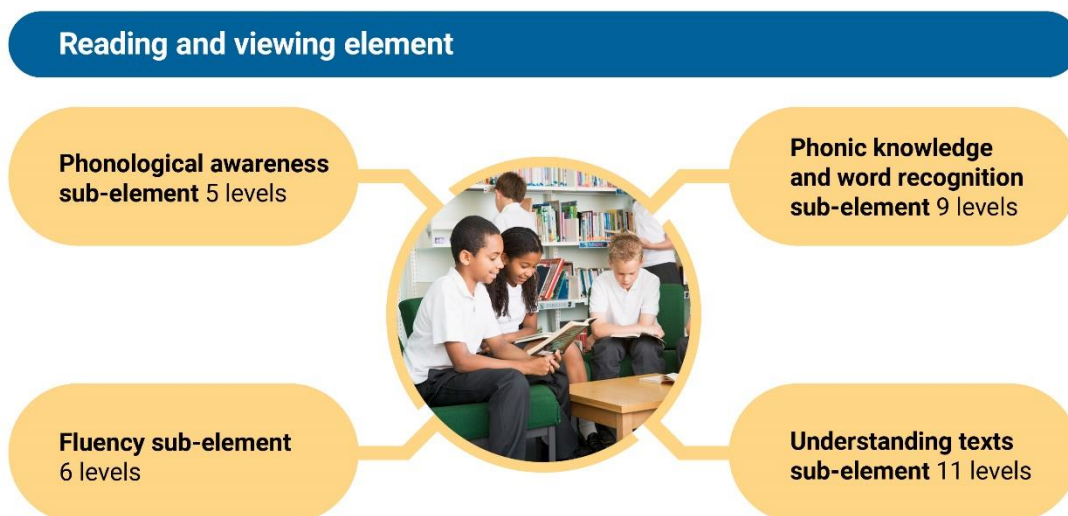 Reading and viewing element
Phonological awareness
sub-element 5 levels
Phonic knowledge
and word recognition
sub-element 9 levels
Fluency sub-element
6 levels
Understanding texts
sub-element 11 levels